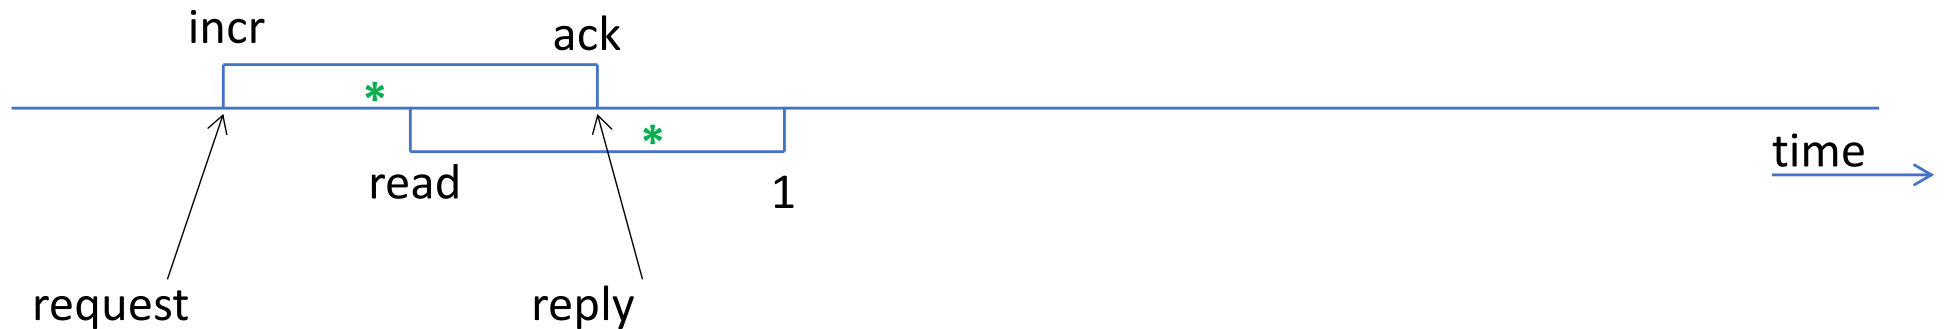 incr
ack
*
*
time
read
1
request
reply